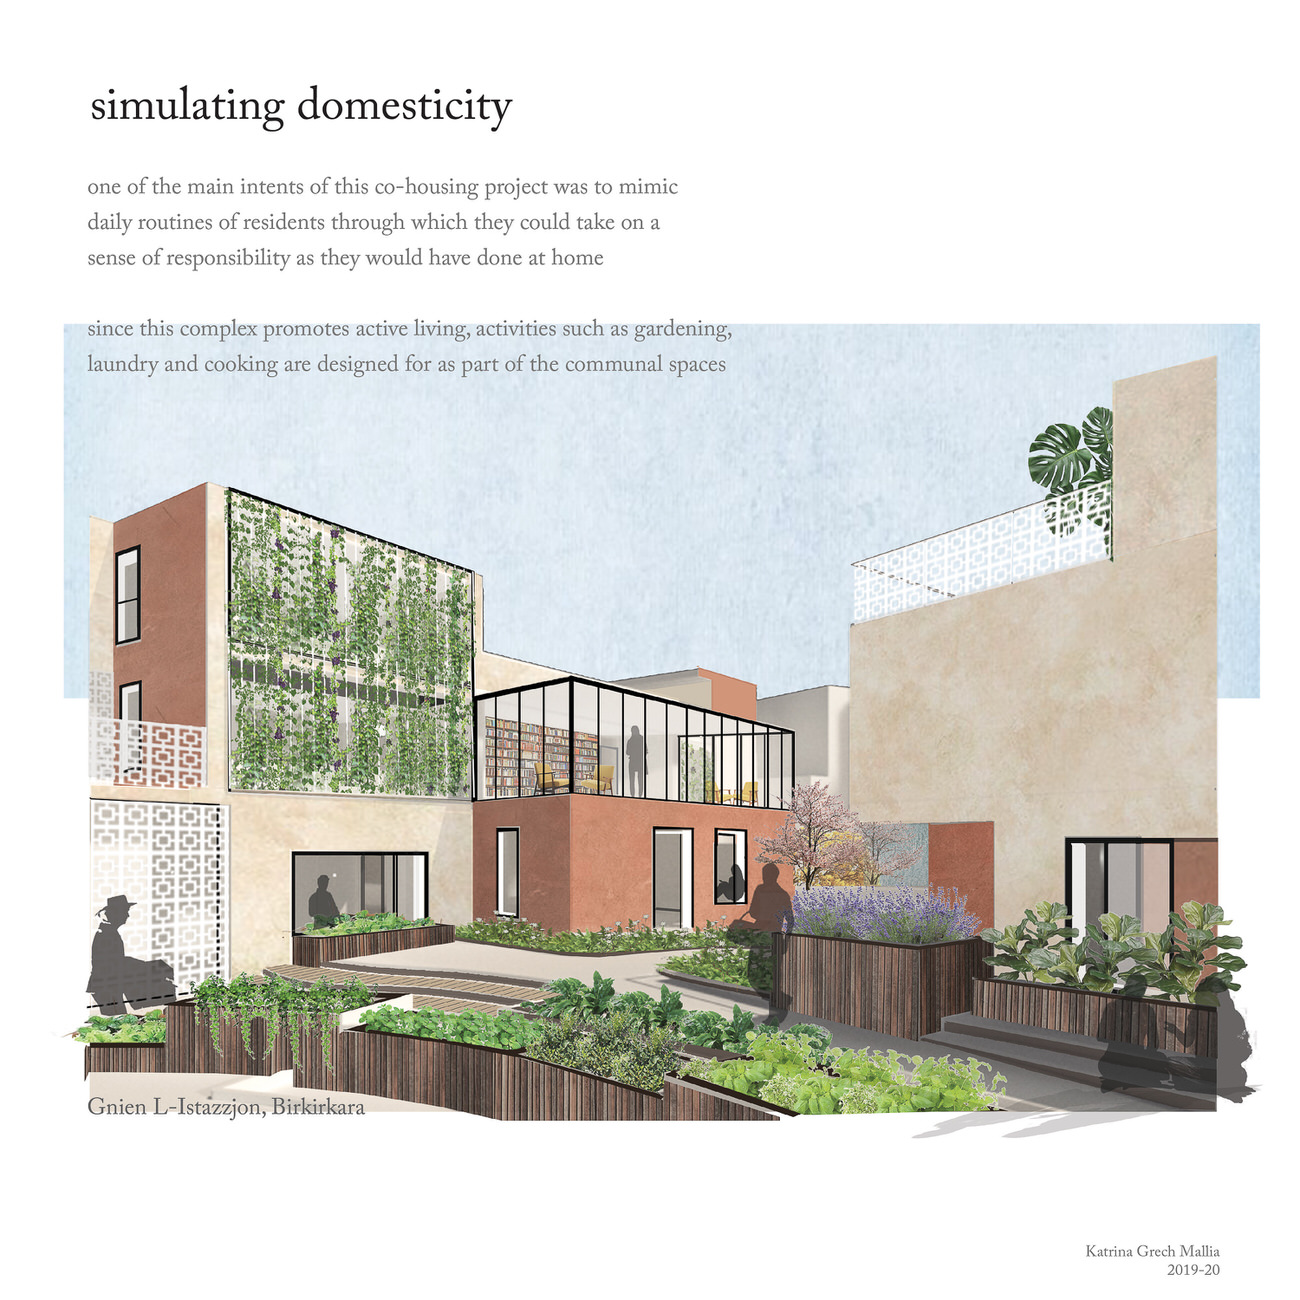 simulating domesticity
one of the main intents of this co-housing project was to mimic
daily routines of residents through which they could take on a
sense of responsibility as they would have done at home
since this complex promotes active living, activities such as gardening,
laundry and cooking are designed for as part of the communal spaces
Gnien L-Istazzjon, Birkirkara
Katrina Grech Mallia
2019-20